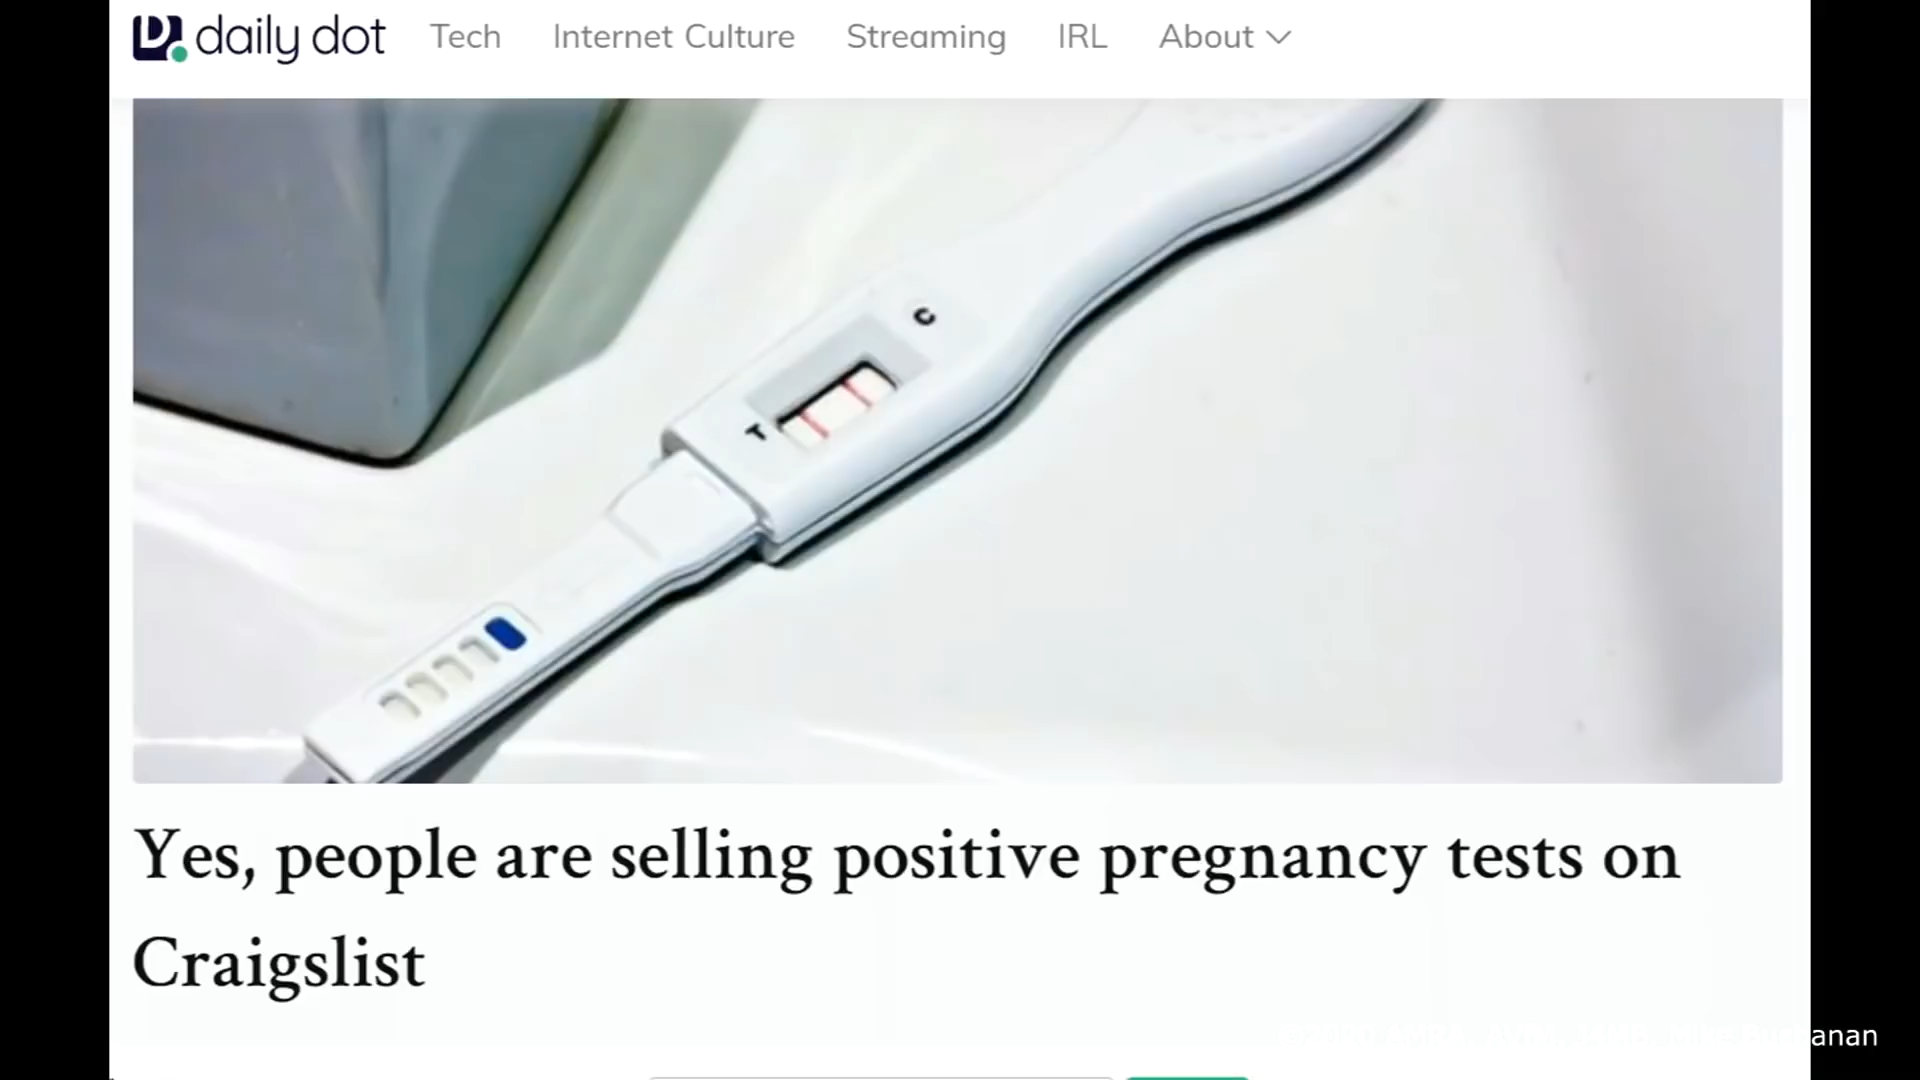 daily dot Tech Internet Culture Streaming IRL About
C
T
Yes, people are selling positive pregnancy tests on
Craigslist